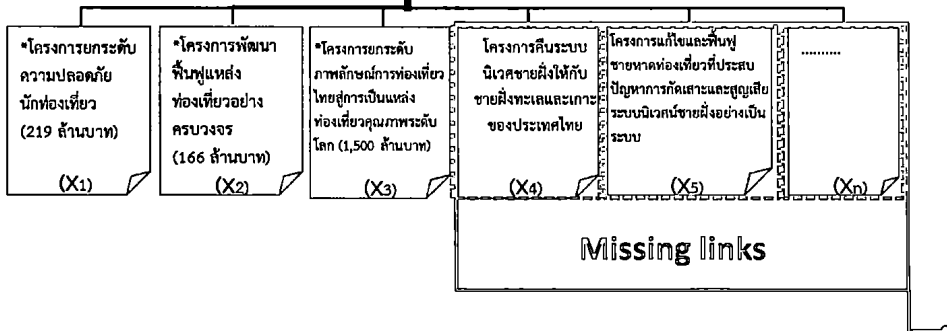 *โครงการยกระดับ
ความปลอดภัย
นักท่องเที่ยว
(219 ล้านบาท)
(X1)
*โครงการพัฒนา
ฟื้นฟูแหล่ง
ท่องเที่ยวอย่าง
ครบวงจร
(166 ล้านบาท)
(X2)
*โครงการยกระดับ
ภาพลักษณ์การท่องเที่ยว
ไทยสู่การเป็นแหล่ง
ท่องเที่ยวคุณภาพระดับ
โลก (1,500 ล้านบาท)
(X3)
โครงการคืนระบบ
นิเวศชายฝั่งให้กับ
ชายฝั่งทะเลและเกาะ
ของประเทศไทย
(X4)
โครงการแก้ไขและฟื้นฟู
ชายหาดท่องเที่ยวที่ประสบ
ปัญหาการกัดเสาะและสูญเสีย
ระบบนิเวศน์ชายฝั่งอย่างเป็น
ระบบ
(X5)
..........
(Xn)
Missing links